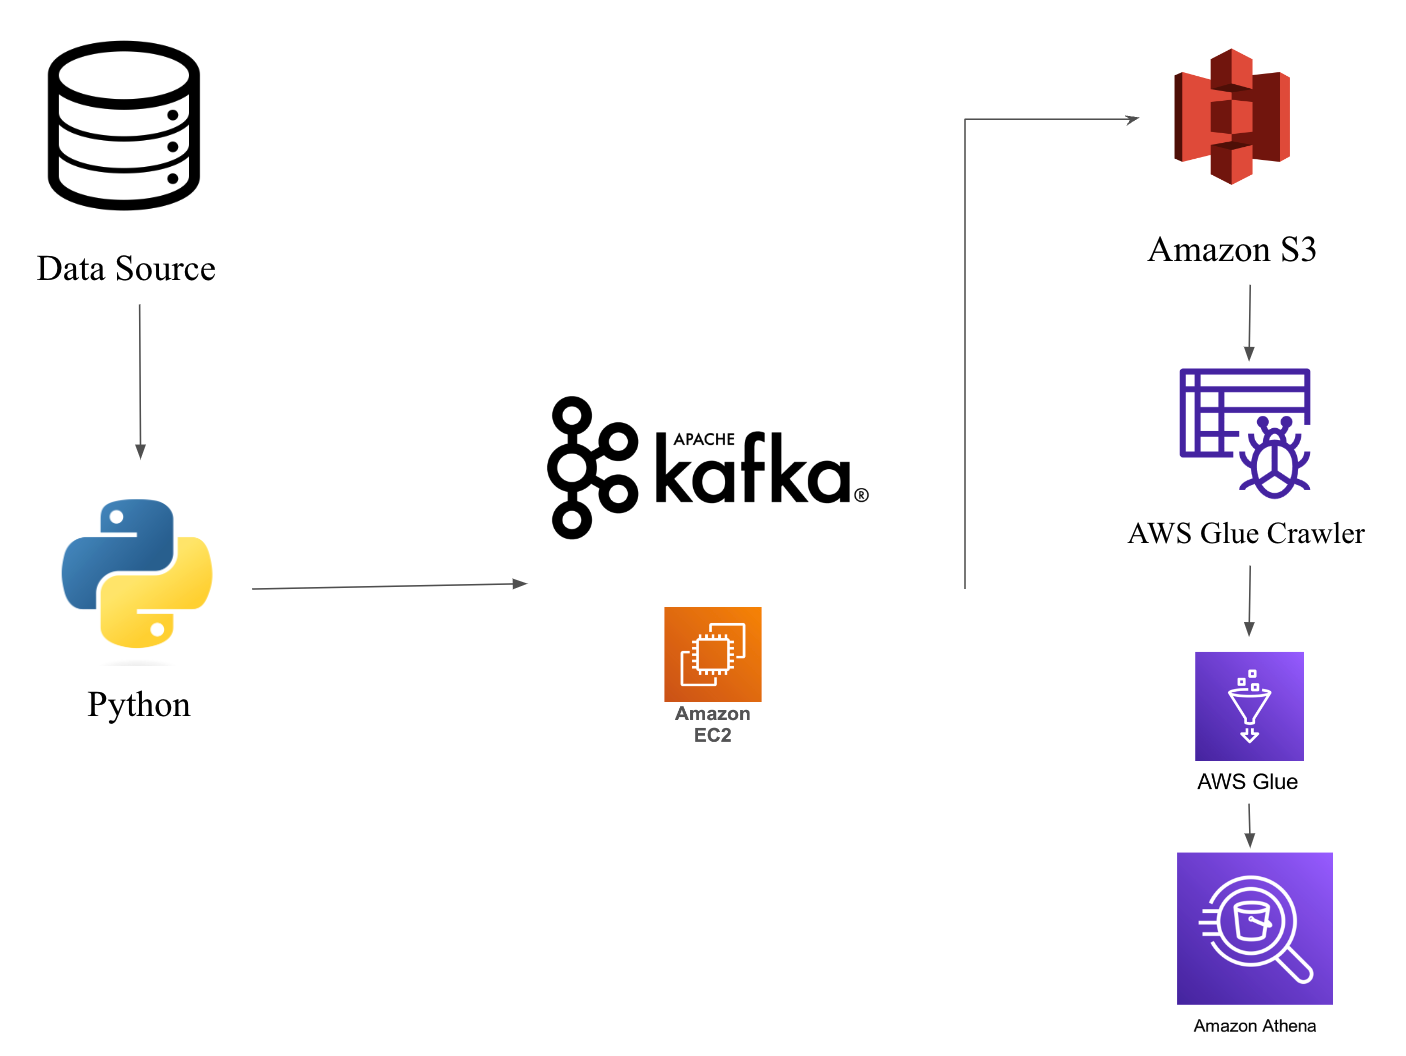 Data Source
Python
APACHE
kafka®
Amazon
EC2
Amazon S3
AWS Glue Crawler
AWS Glue
Amazon Athena